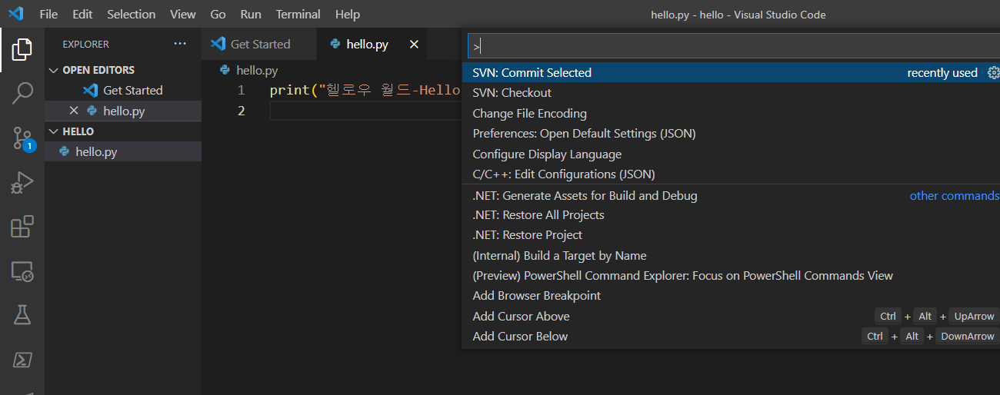 File Edit Selection View Go Run Terminal Help hello.py - hello - Visual Studio Code
EXPLORER ···
OPEN EDITORS
Get Started
hello.py
HELLO
hello.py
1
Get Started hello.py
hello.py
1 print("헬로우 월드-Hello
2
>
SVN: Commit Selected recently used
SVN: Checkout
Change File Encoding
Preferences: Open Default Settings (JSON)
Configure Display Language
C/C++: Edit Configurations (JSON)
.NET: Generate Assets for Build and Debug other commands
.NET: Restore All Projects
.NET: Restore Project
(Internal) Build a Target by Name
(Preview) PowerShell Command Explorer: Focus on PowerShell Commands View
Add Browser Breakpoint
Add Cursor Above Ctrl + Alt + UpArrow
Add Cursor Below Ctrl + Alt + DownArrow